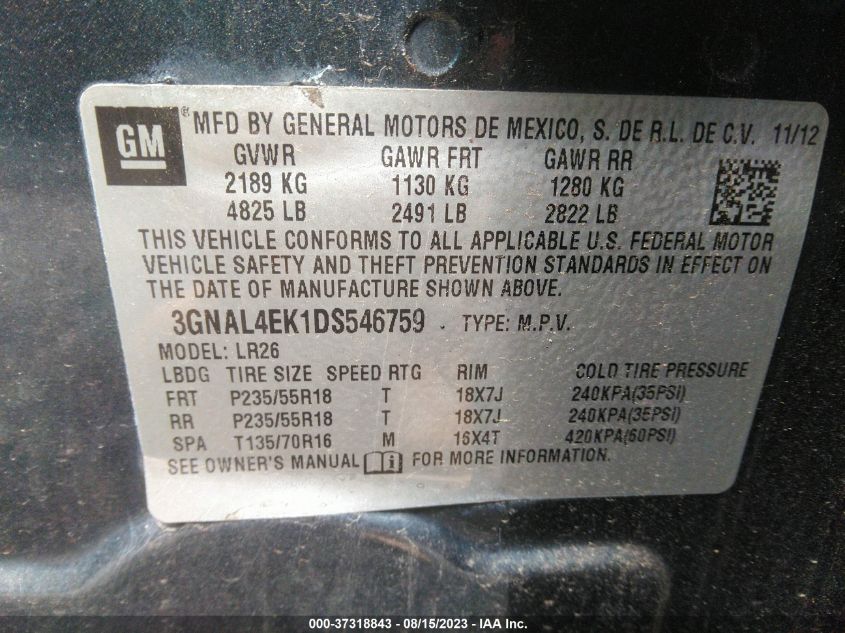 GM ® MFD BY GENERAL MOTORS DE MEXICO, S. DE R.L. DE C.V. 11/12
GVWR GAWR FRT GAWR RR
2189 KG 1130 KG 1280 KG
4825 LB 2491 LB 2822 LB
THIS VEHICLE CONFORMS TO ALL APPLICABLE U.S. FEDERAL MOTOR
VEHICLE SAFETY AND THEFT PREVENTION STANDARDS IN EFFECT ON
THE DATE OF MANUFACTURE SHOWN ABOVE.
3GNAL4EK1DS546759 . TYPE: M.P.V.
MODEL: LR26
LBDG TIRE SIZE SPEED RTG RIM COLD TIRE PRESSURE
FRT P235/55R18 T 18X7J 240KPA(35PSI)
RR P235/55R18 T 18X7J 240KPA(35PSI)
SPA T135/70R16 M 16X4T 420KPA(60PSI)
SEE OWNER'S MANUAL i FOR MORE INFORMATION.
000-37318843 - 08/15/2023 - IAA Inc.